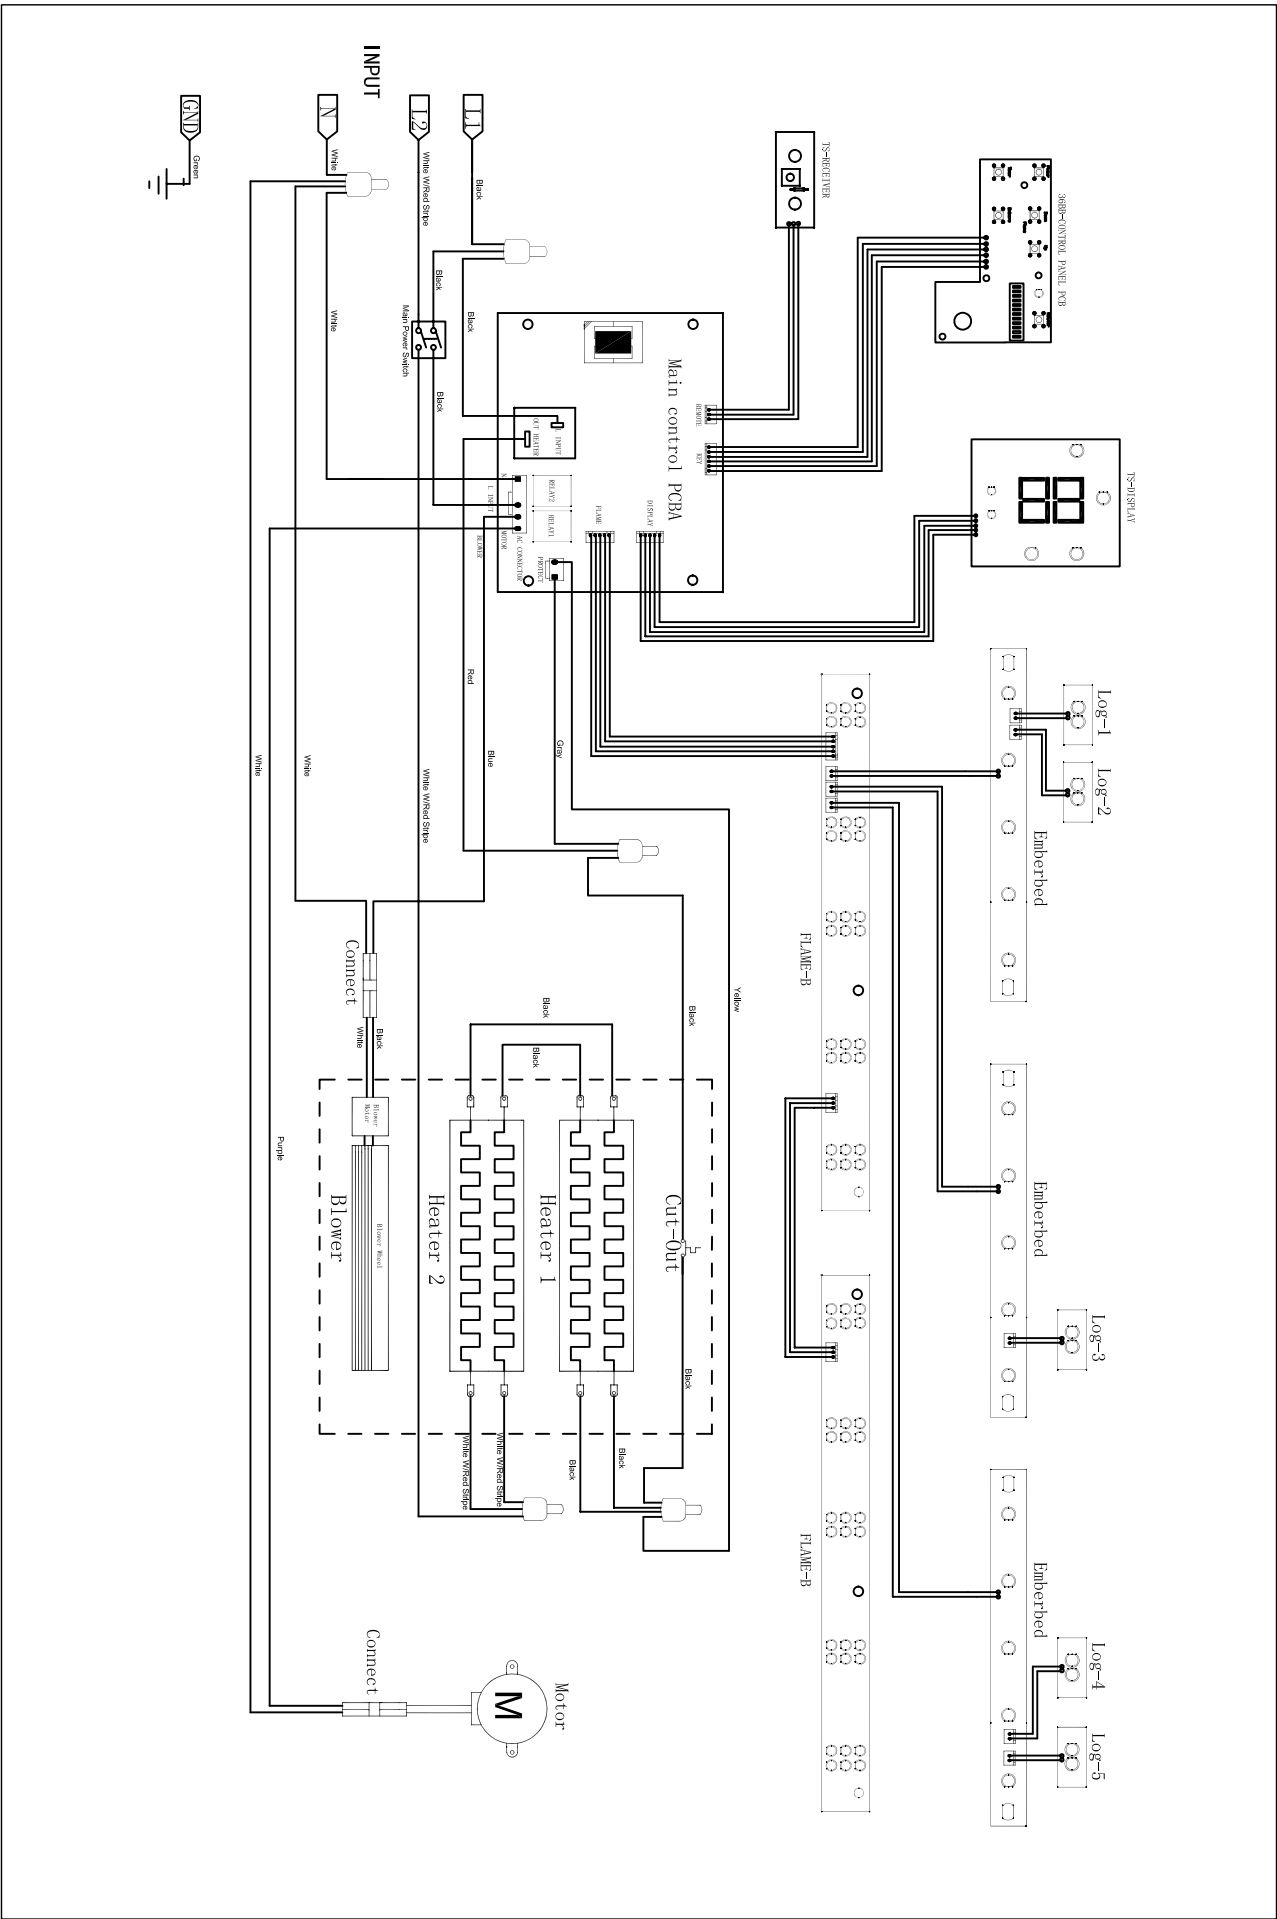 INPUT
L1
L2
N
GND
Black
White W/Red Stripe
White
Green
Black
Black
White
Main Power Switch
Black
TS-RECEIVER
36BB-CONTROL PANEL PCB
TS-DISPLAY
Main control PCBA
REMOTE
KEY
DISPLAY
FLAME
L INPUT
OUT HEATER
RELAY2
RELAY1
N
L INPUT
MOTOR
BLOWER
AC CONNECTOR
PROTECT
Log-1
Log-2
Emberbed
Emberbed
Log-3
Emberbed
Log-4
Log-5
FLAME-B
FLAME-B
Red
Gray
Blue
White W/Red Stripe
White
White
Yellow
Black
Purple
Connect
Black
White
Black
Black
Cut-Out
Heater 1
Heater 2
Blower
Motor
Blower Wheel
Blower
Black
Black
Black
White W/Red Stripe
White W/Red Stripe
Connect
Motor
M